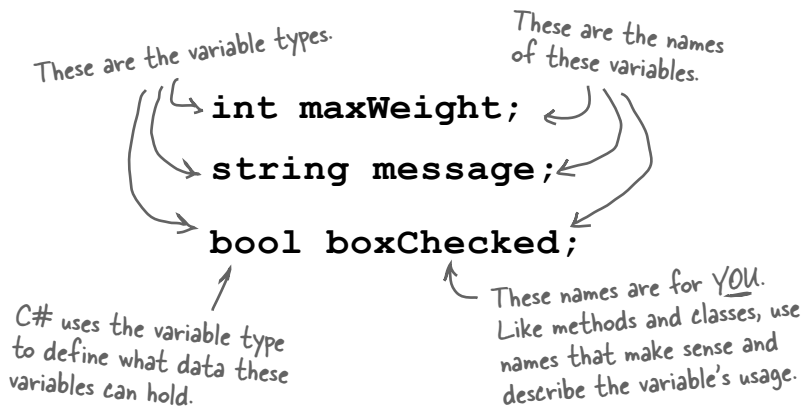 These are the variable types.
These are the names
of these variables.
int maxWeight;
string message;
bool boxChecked;
C# uses the variable type
to define what data these
variables can hold.
These names are for YOU.
Like methods and classes, use
names that make sense and
describe the variable's usage.